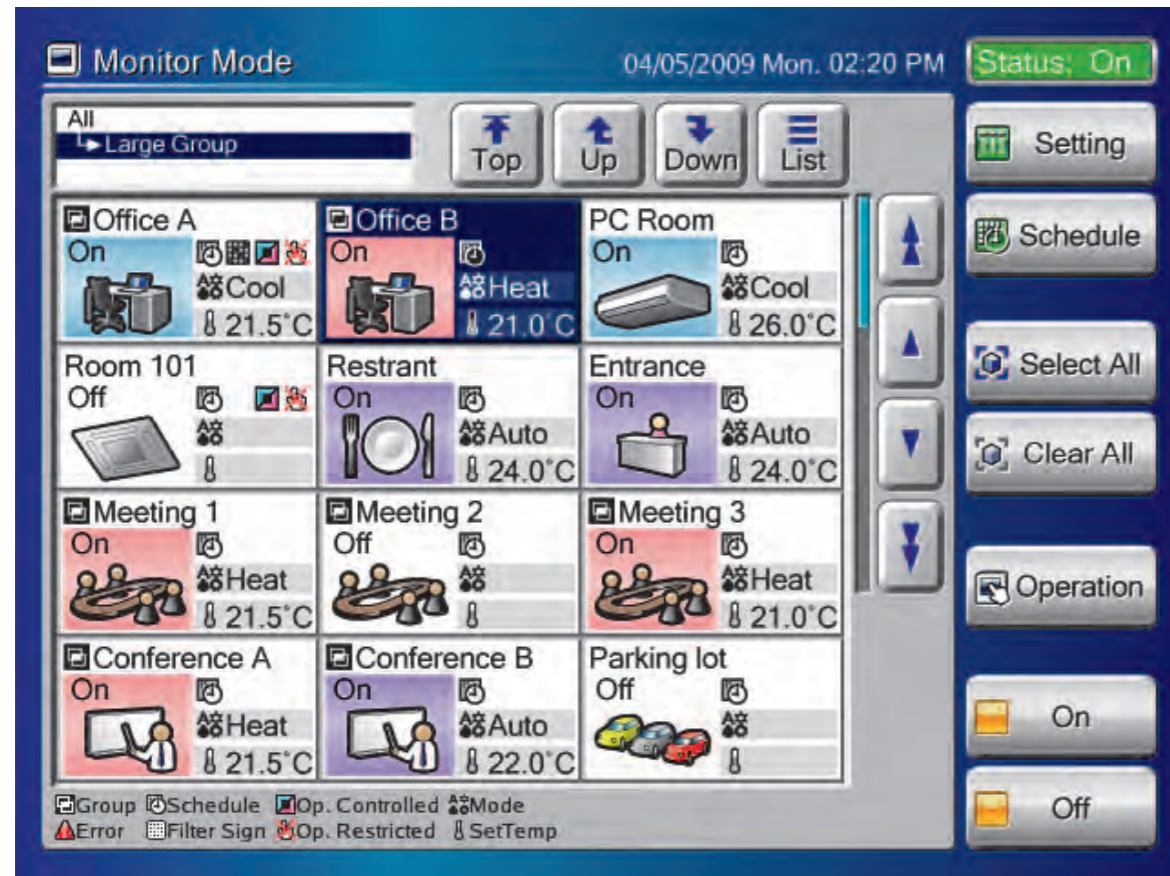 Monitor Mode
04/05/2009 Mon. 02:20 PM
Status: On
All
Large Group
Top
Up
Down
List
Setting
Schedule
Select All
Clear All
Operation
On
Off
Office A
On
Cool
21.5°C
Office B
On
Heat
21.0°C
PC Room
On
Cool
26.0°C
Room 101
Off
Restrant
On
Auto
24.0°C
Entrance
On
Auto
24.0°C
Meeting 1
On
Heat
21.5°C
Meeting 2
Off
Meeting 3
On
Heat
21.0°C
Conference A
On
Heat
21.5°C
Conference B
On
Auto
22.0°C
Parking lot
Off
Group Schedule Op. Controlled Mode
Error Filter Sign Op. Restricted SetTemp